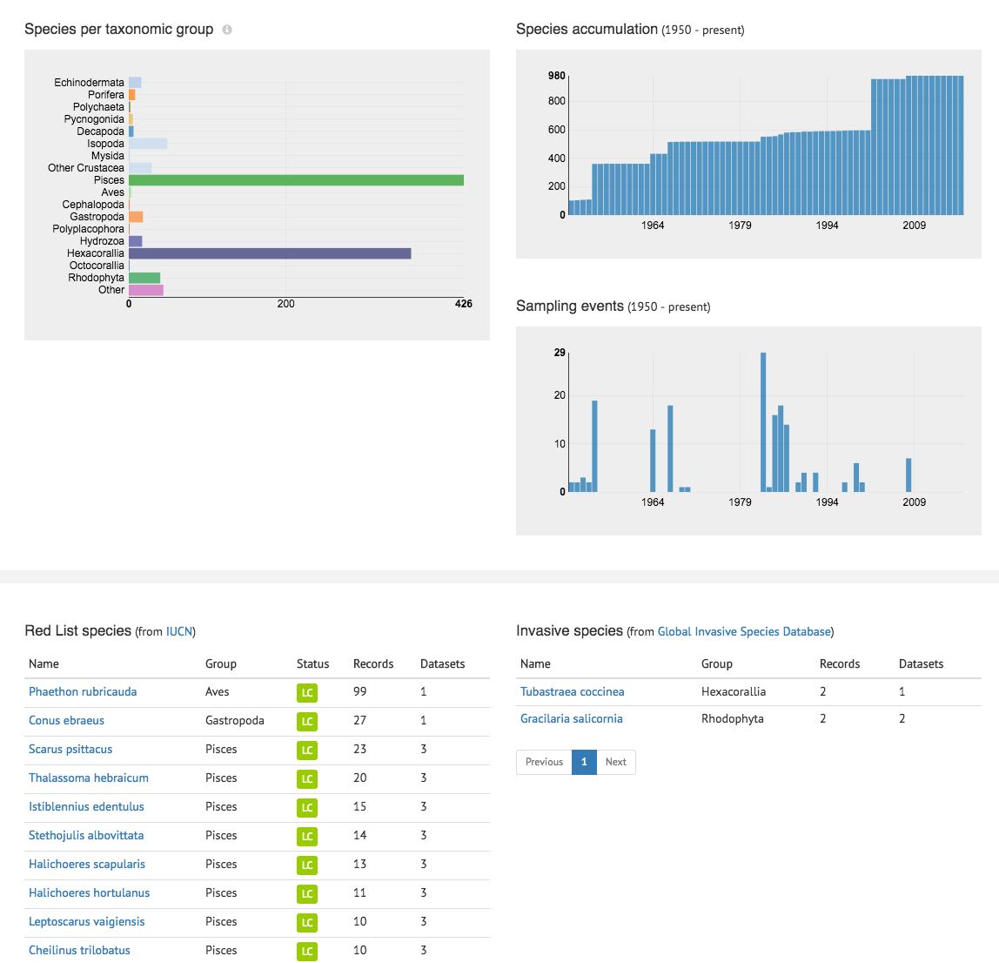 Species per taxonomic group
Echinodermata
Porifera
Polychaeta
Pycnogonida
Decapoda
Isopoda
Mysida
Other Crustacea
Pisces
Aves
Cephalopoda
Gastropoda
Polyplacophora
Hydrozoa
Hexacorallia
Octocorallia
Rhodophyta
Other
0 200 426
Species accumulation (1950 - present)
980
800
600
400
200
0
1964 1979 1994 2009
Sampling events (1950 - present)
29
20
10
0
1964 1979 1994 2009
Red List species (from IUCN)
Name Group Status Records Datasets
Phaethon rubricauda Aves LC 99 1
Conus ebraeus Gastropoda LC 27 1
Scarus psittacus Pisces LC 23 3
Thalassoma hebraicum Pisces LC 20 3
Istiblennius edentulus Pisces LC 15 3
Stethojulis albovittata Pisces LC 14 3
Halichoeres scapularis Pisces LC 13 3
Halichoeres hortulanus Pisces LC 11 3
Leptoscarus vaigiensis Pisces LC 10 3
Cheilinus trilobatus Pisces LC 10 3
Invasive species (from Global Invasive Species Database)
Name Group Records Datasets
Tubastraea coccinea Hexacorallia 2 1
Gracilaria salicornia Rhodophyta 2 2
Previous 1 Next